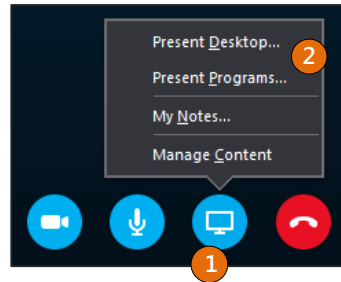 Present Desktop...
2
Present Programs...
My Notes...
Manage Content
1